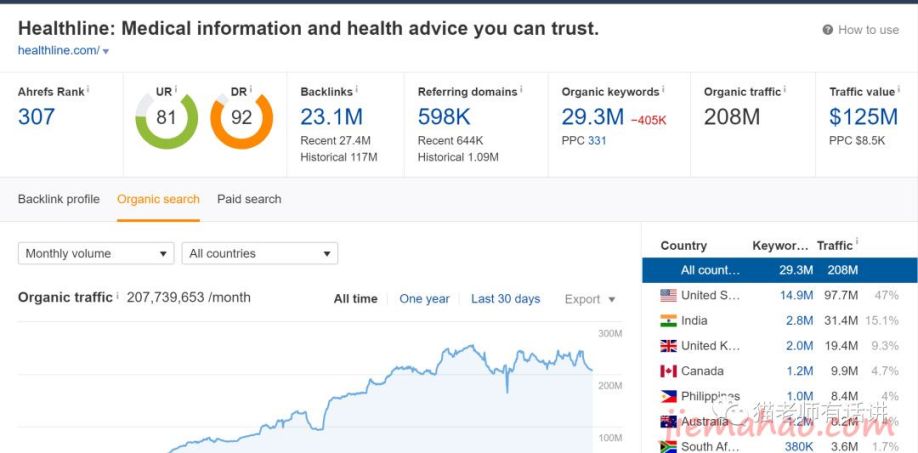 Healthline: Medical information and health advice you can trust.
How to use
healthline.com/
Ahrefs Rank
UR
DR
Backlinks
Referring domains
Organic keywords
Organic traffic
Traffic value
307
81
92
23.1M
598K
29.3M −405K
208M
$125M
Recent 27.4M
Recent 644K
PPC 331
PPC $8.5K
Historical 117M
Historical 1.09M
Backlink profile
Organic search
Paid search
Monthly volume
All countries
Organic traffic 207,739,653 /month
All time
One year
Last 30 days
Export
300M
200M
100M
Country Keywor... Traffic
All count... 29.3M 208M
United S... 14.9M 97.7M 47%
India 2.8M 31.4M 15.1%
United K... 2.0M 19.4M 9.3%
Canada 1.2M 9.9M 4.7%
Philippines 1.0M 8.4M 4%
Australia
South Af... 380K 3.6M 1.7%
猫老师有话讲
jiemahao.com